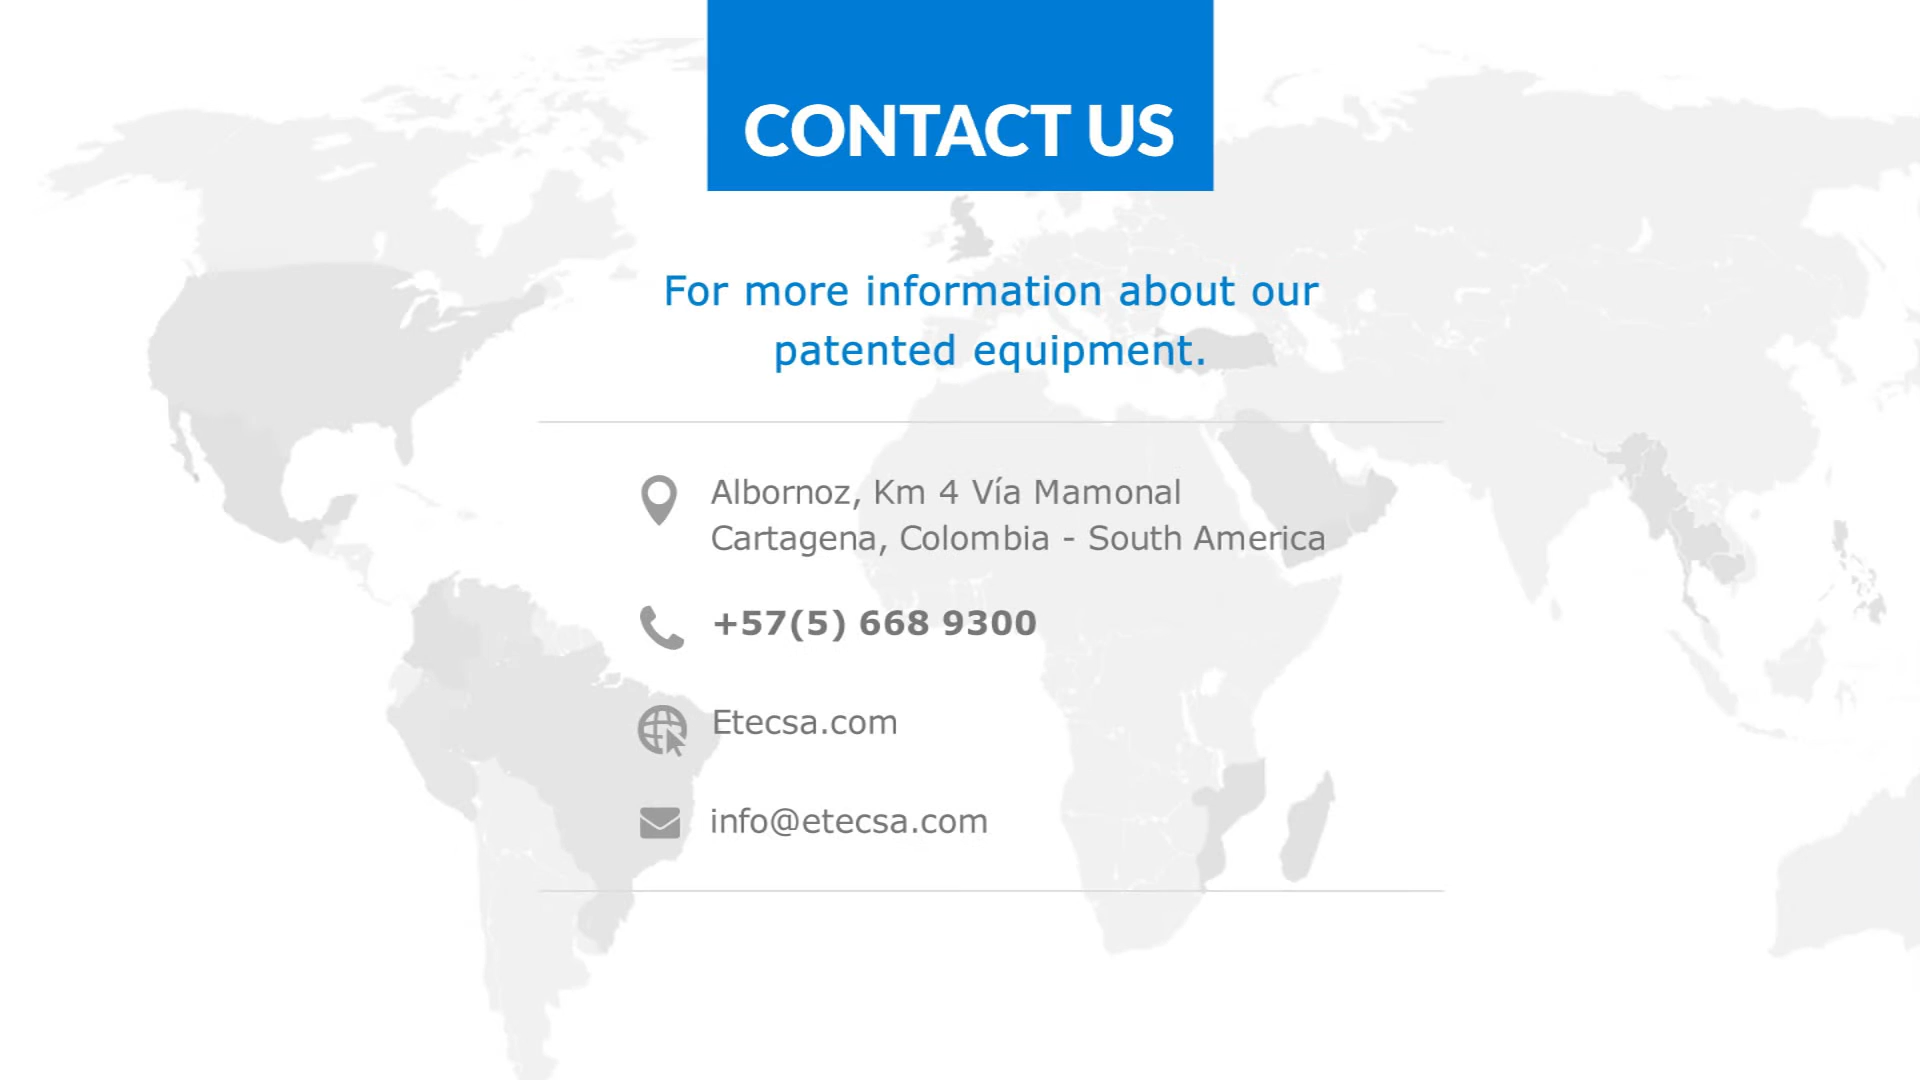 CONTACT US
For more information about our
patented equipment.
Albornoz, Km 4 Vía Mamonal
Cartagena, Colombia - South America
+57(5) 668 9300
Etecsa.com
info@etecsa.com